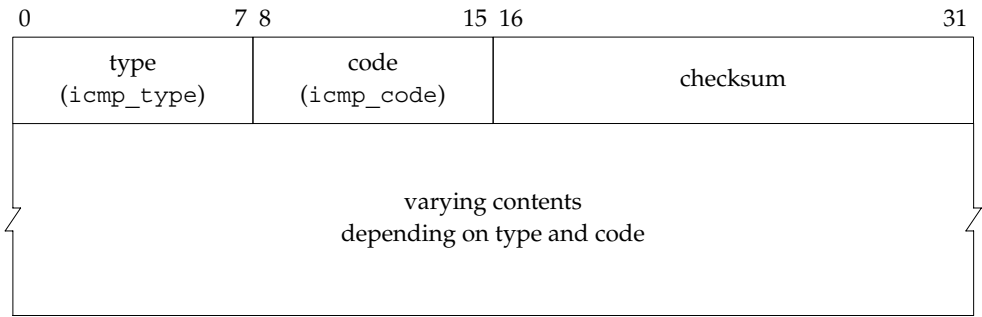 0 7 8 15 16 31
type code checksum
(icmp_type) (icmp_code)
varying contents
depending on type and code